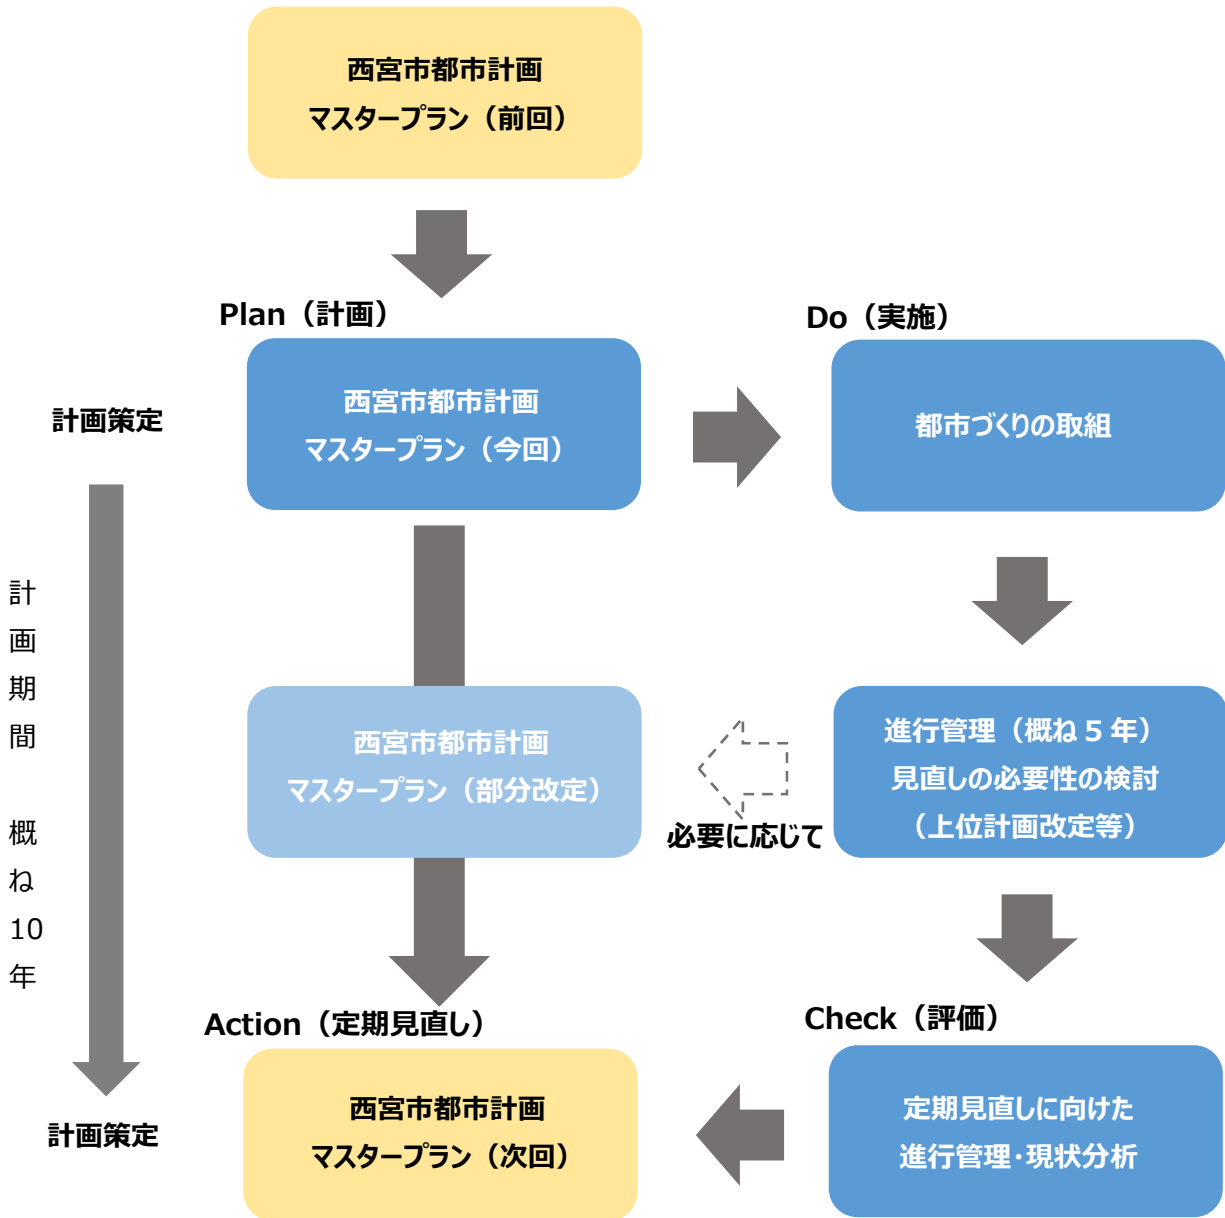 西宮市都市計画
マスタープラン（前回）
Plan（計画）
Do（実施）
計画策定
西宮市都市計画
マスタープラン（今回）
都市づくりの取組
計画期間　概ね10年
西宮市都市計画
マスタープラン（部分改定）
必要に応じて
進行管理（概ね５年）
見直しの必要性の検討
（上位計画改定等）
Action（定期見直し）
Check（評価）
計画策定
西宮市都市計画
マスタープラン（次回）
定期見直しに向けた
進行管理・現状分析